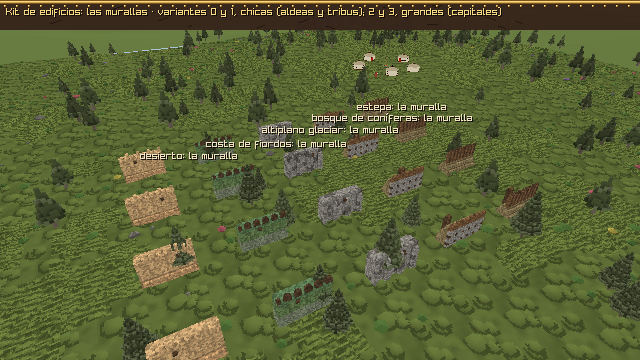 Kit de edificios: las murallas · variantes 0 y 1, chicas (aldeas y tribus); 2 y 3, grandes (capitales)
estepa: la muralla
bosque de coníferas: la muralla
altiplano glaciar: la muralla
costa de fiordos: la muralla
desierto: la muralla